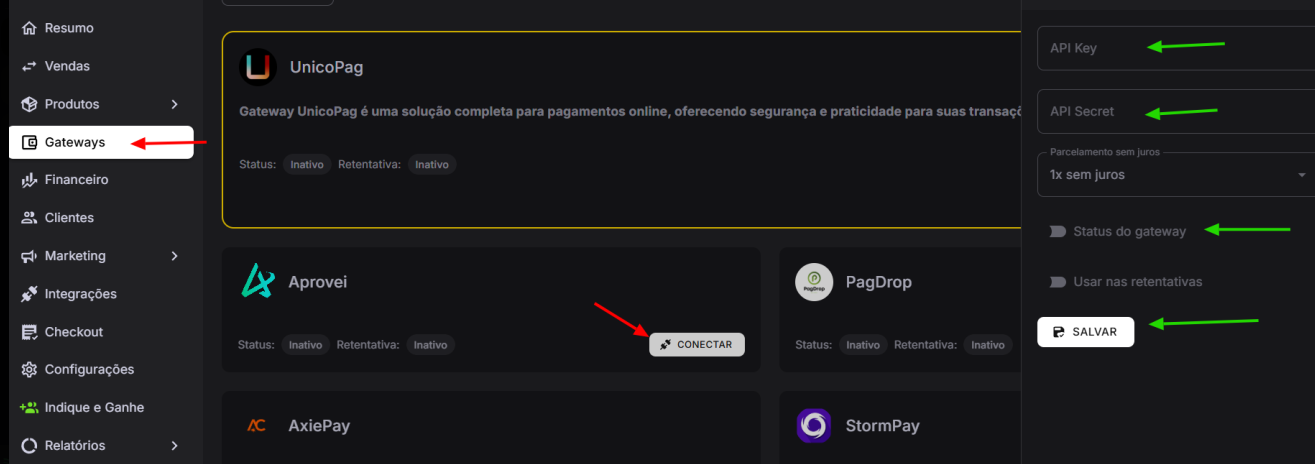 Resumo
Vendas
Produtos
Gateways
Financeiro
Clientes
Marketing
Integrações
Checkout
Configurações
Indique e Ganhe
Relatórios
UnicoPag
Gateway UnicoPag é uma solução completa para pagamentos online, oferecendo segurança e praticidade para suas transaçõ
Status: Inativo Retentativa: Inativo
Aprovei
Status: Inativo Retentativa: Inativo
CONECTAR
PagDrop
PagDrop
Status: Inativo Retentativa: Inativo
AxiePay
StormPay
API Key
API Secret
Parcelamento sem juros
1x sem juros
Status do gateway
Usar nas retentativas
SALVAR